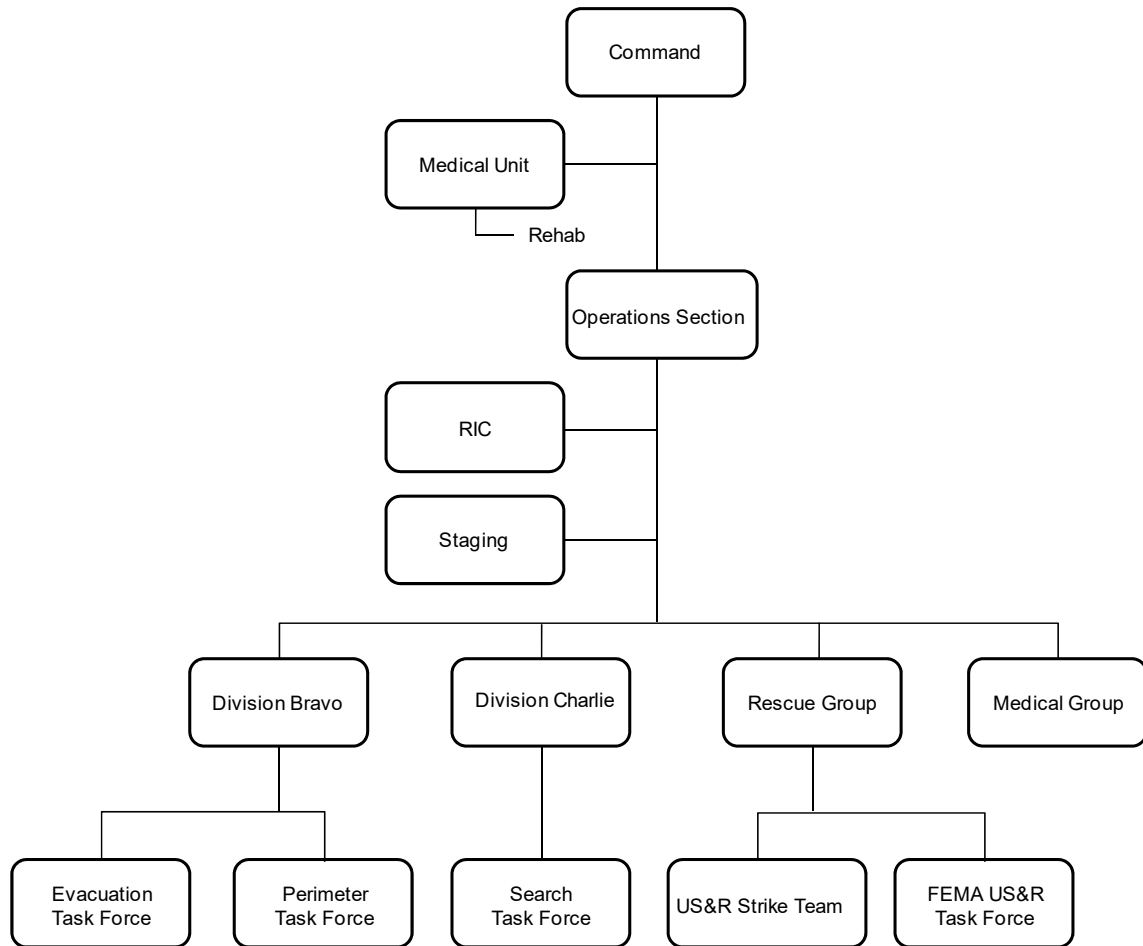 Command
Medical Unit
Rehab
Operations Section
RIC
Staging
Division Bravo
Division Charlie
Rescue Group
Medical Group
Evacuation
Task Force
Perimeter
Task Force
Search
Task Force
US&R Strike Team
FEMA US&R
Task Force